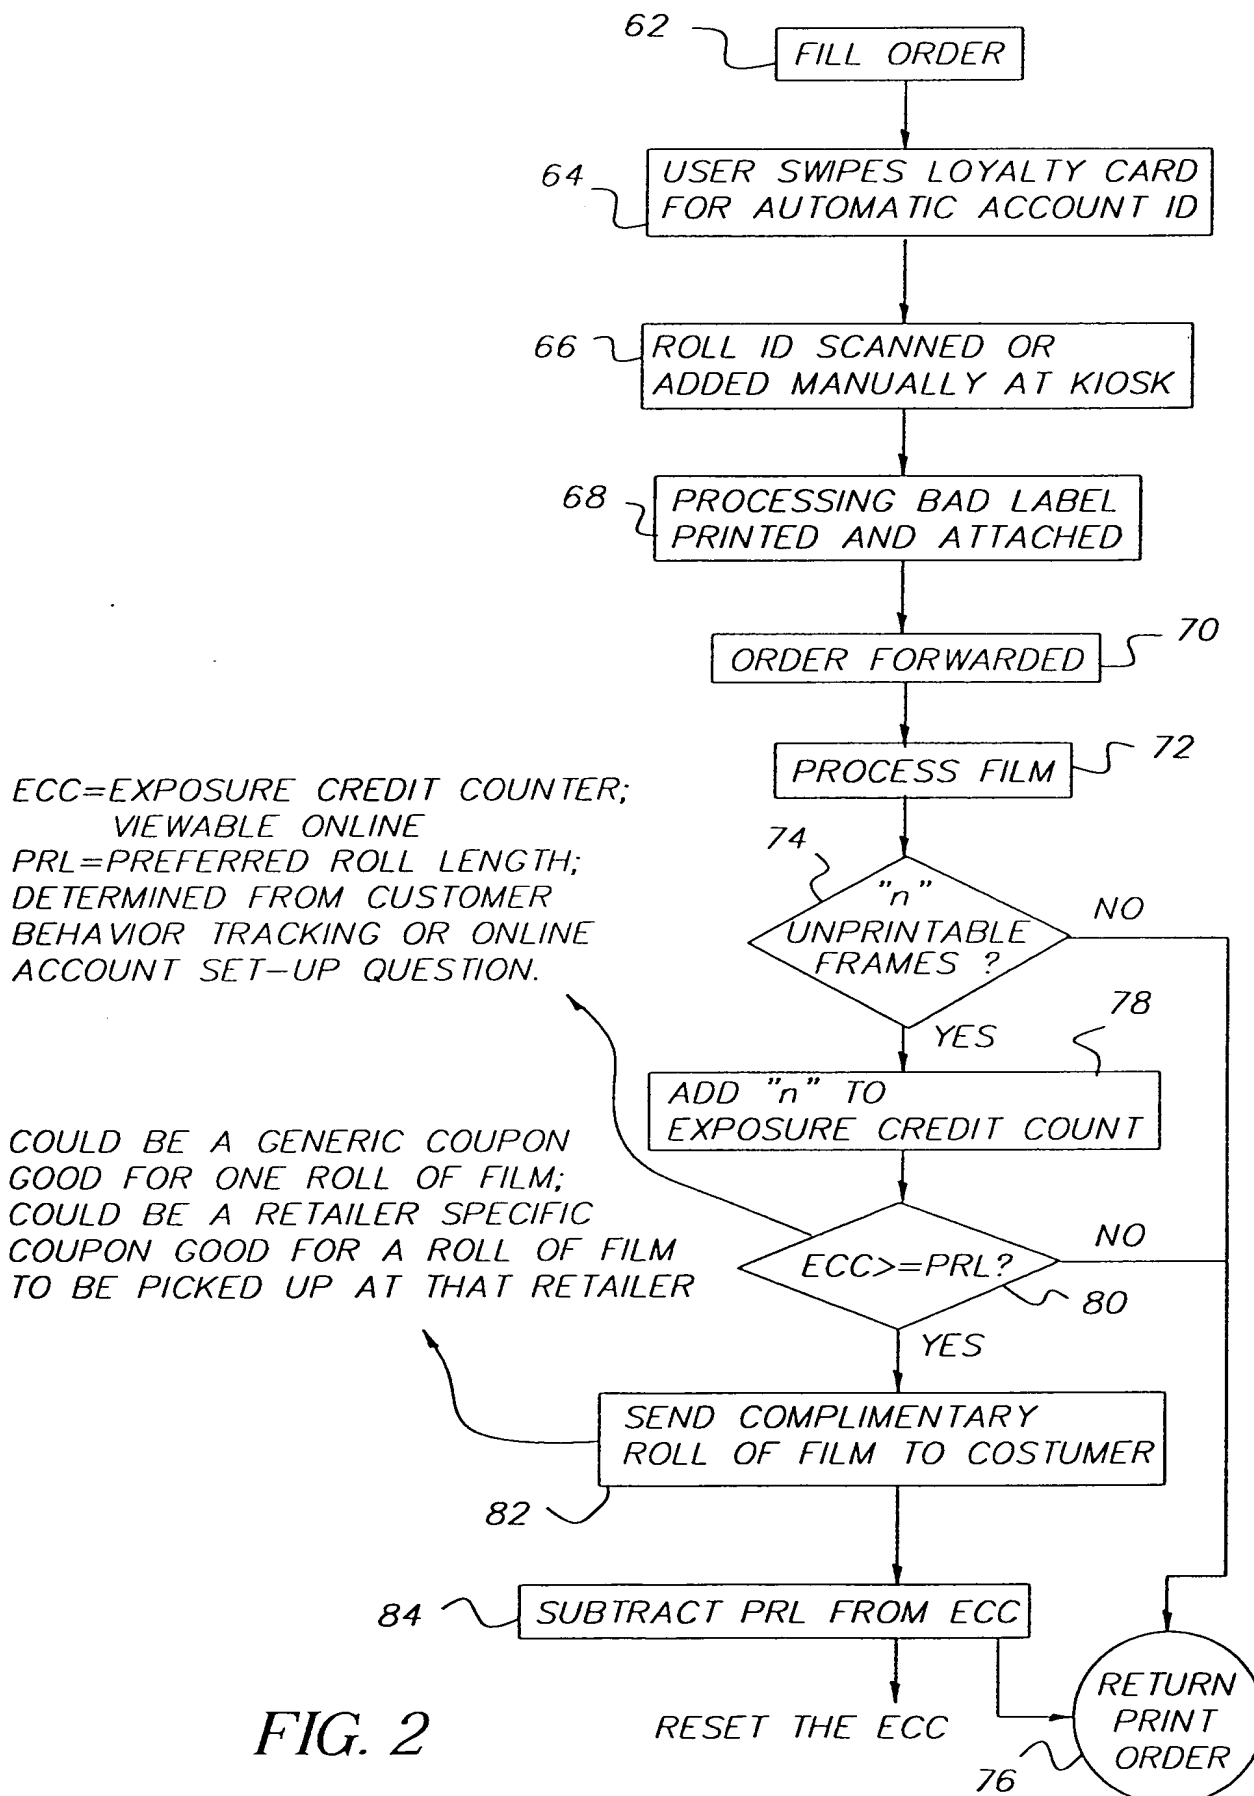 62
FILL ORDER
64
USER SWIPES LOYALTY CARD
FOR AUTOMATIC ACCOUNT ID
66
ROLL ID SCANNED OR
ADDED MANUALLY AT KIOSK
68
PROCESSING BAD LABEL
PRINTED AND ATTACHED
70
ORDER FORWARDED
72
PROCESS FILM
ECC=EXPOSURE CREDIT COUNTER;
VIEWABLE ONLINE
PRL=PREFERRED ROLL LENGTH;
DETERMINED FROM CUSTOMER
BEHAVIOR TRACKING OR ONLINE
ACCOUNT SET-UP QUESTION.
74
"n"
UNPRINTABLE
FRAMES ?
NO
YES
78
ADD "n" TO
EXPOSURE CREDIT COUNT
COULD BE A GENERIC COUPON
GOOD FOR ONE ROLL OF FILM;
COULD BE A RETAILER SPECIFIC
COUPON GOOD FOR A ROLL OF FILM
TO BE PICKED UP AT THAT RETAILER
ECC>=PRL?
NO
80
YES
SEND COMPLIMENTARY
ROLL OF FILM TO COSTUMER
82
84
SUBTRACT PRL FROM ECC
RESET THE ECC
RETURN
PRINT
ORDER
76
FIG. 2